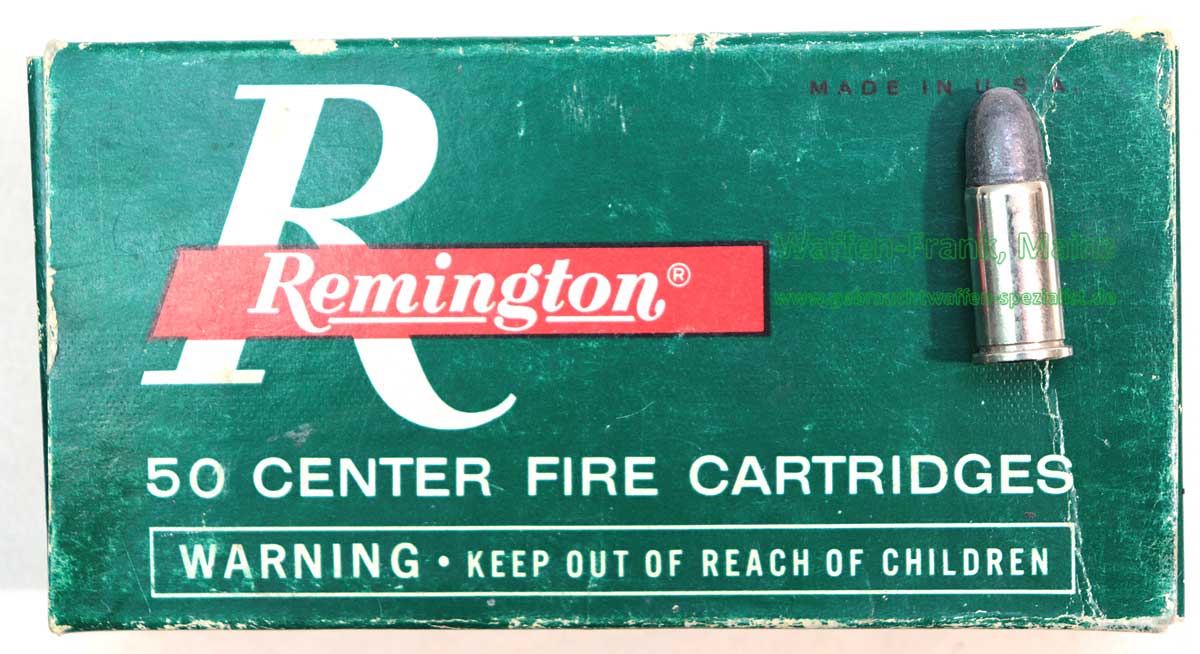 MADE IN U.S.A.
R
Remington®
Waffen-Frank, Mainz
www.gebrauchtwaffen-spezialist.de
50 CENTER FIRE CARTRIDGES
WARNING • KEEP OUT OF REACH OF CHILDREN